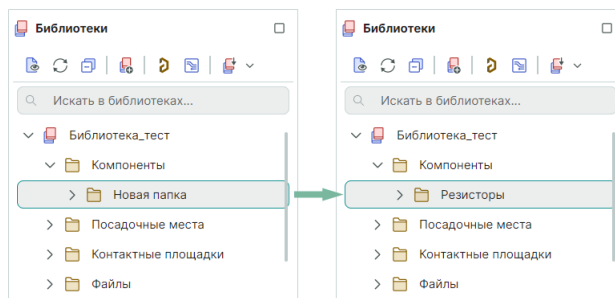 Библиотеки
Искать в библиотеках...
Библиотека_тест
Компоненты
Новая папка
Посадочные места
Контактные площадки
Файлы
Библиотеки
Искать в библиотеках...
Библиотека_тест
Компоненты
Резисторы
Посадочные места
Контактные площадки
Файлы